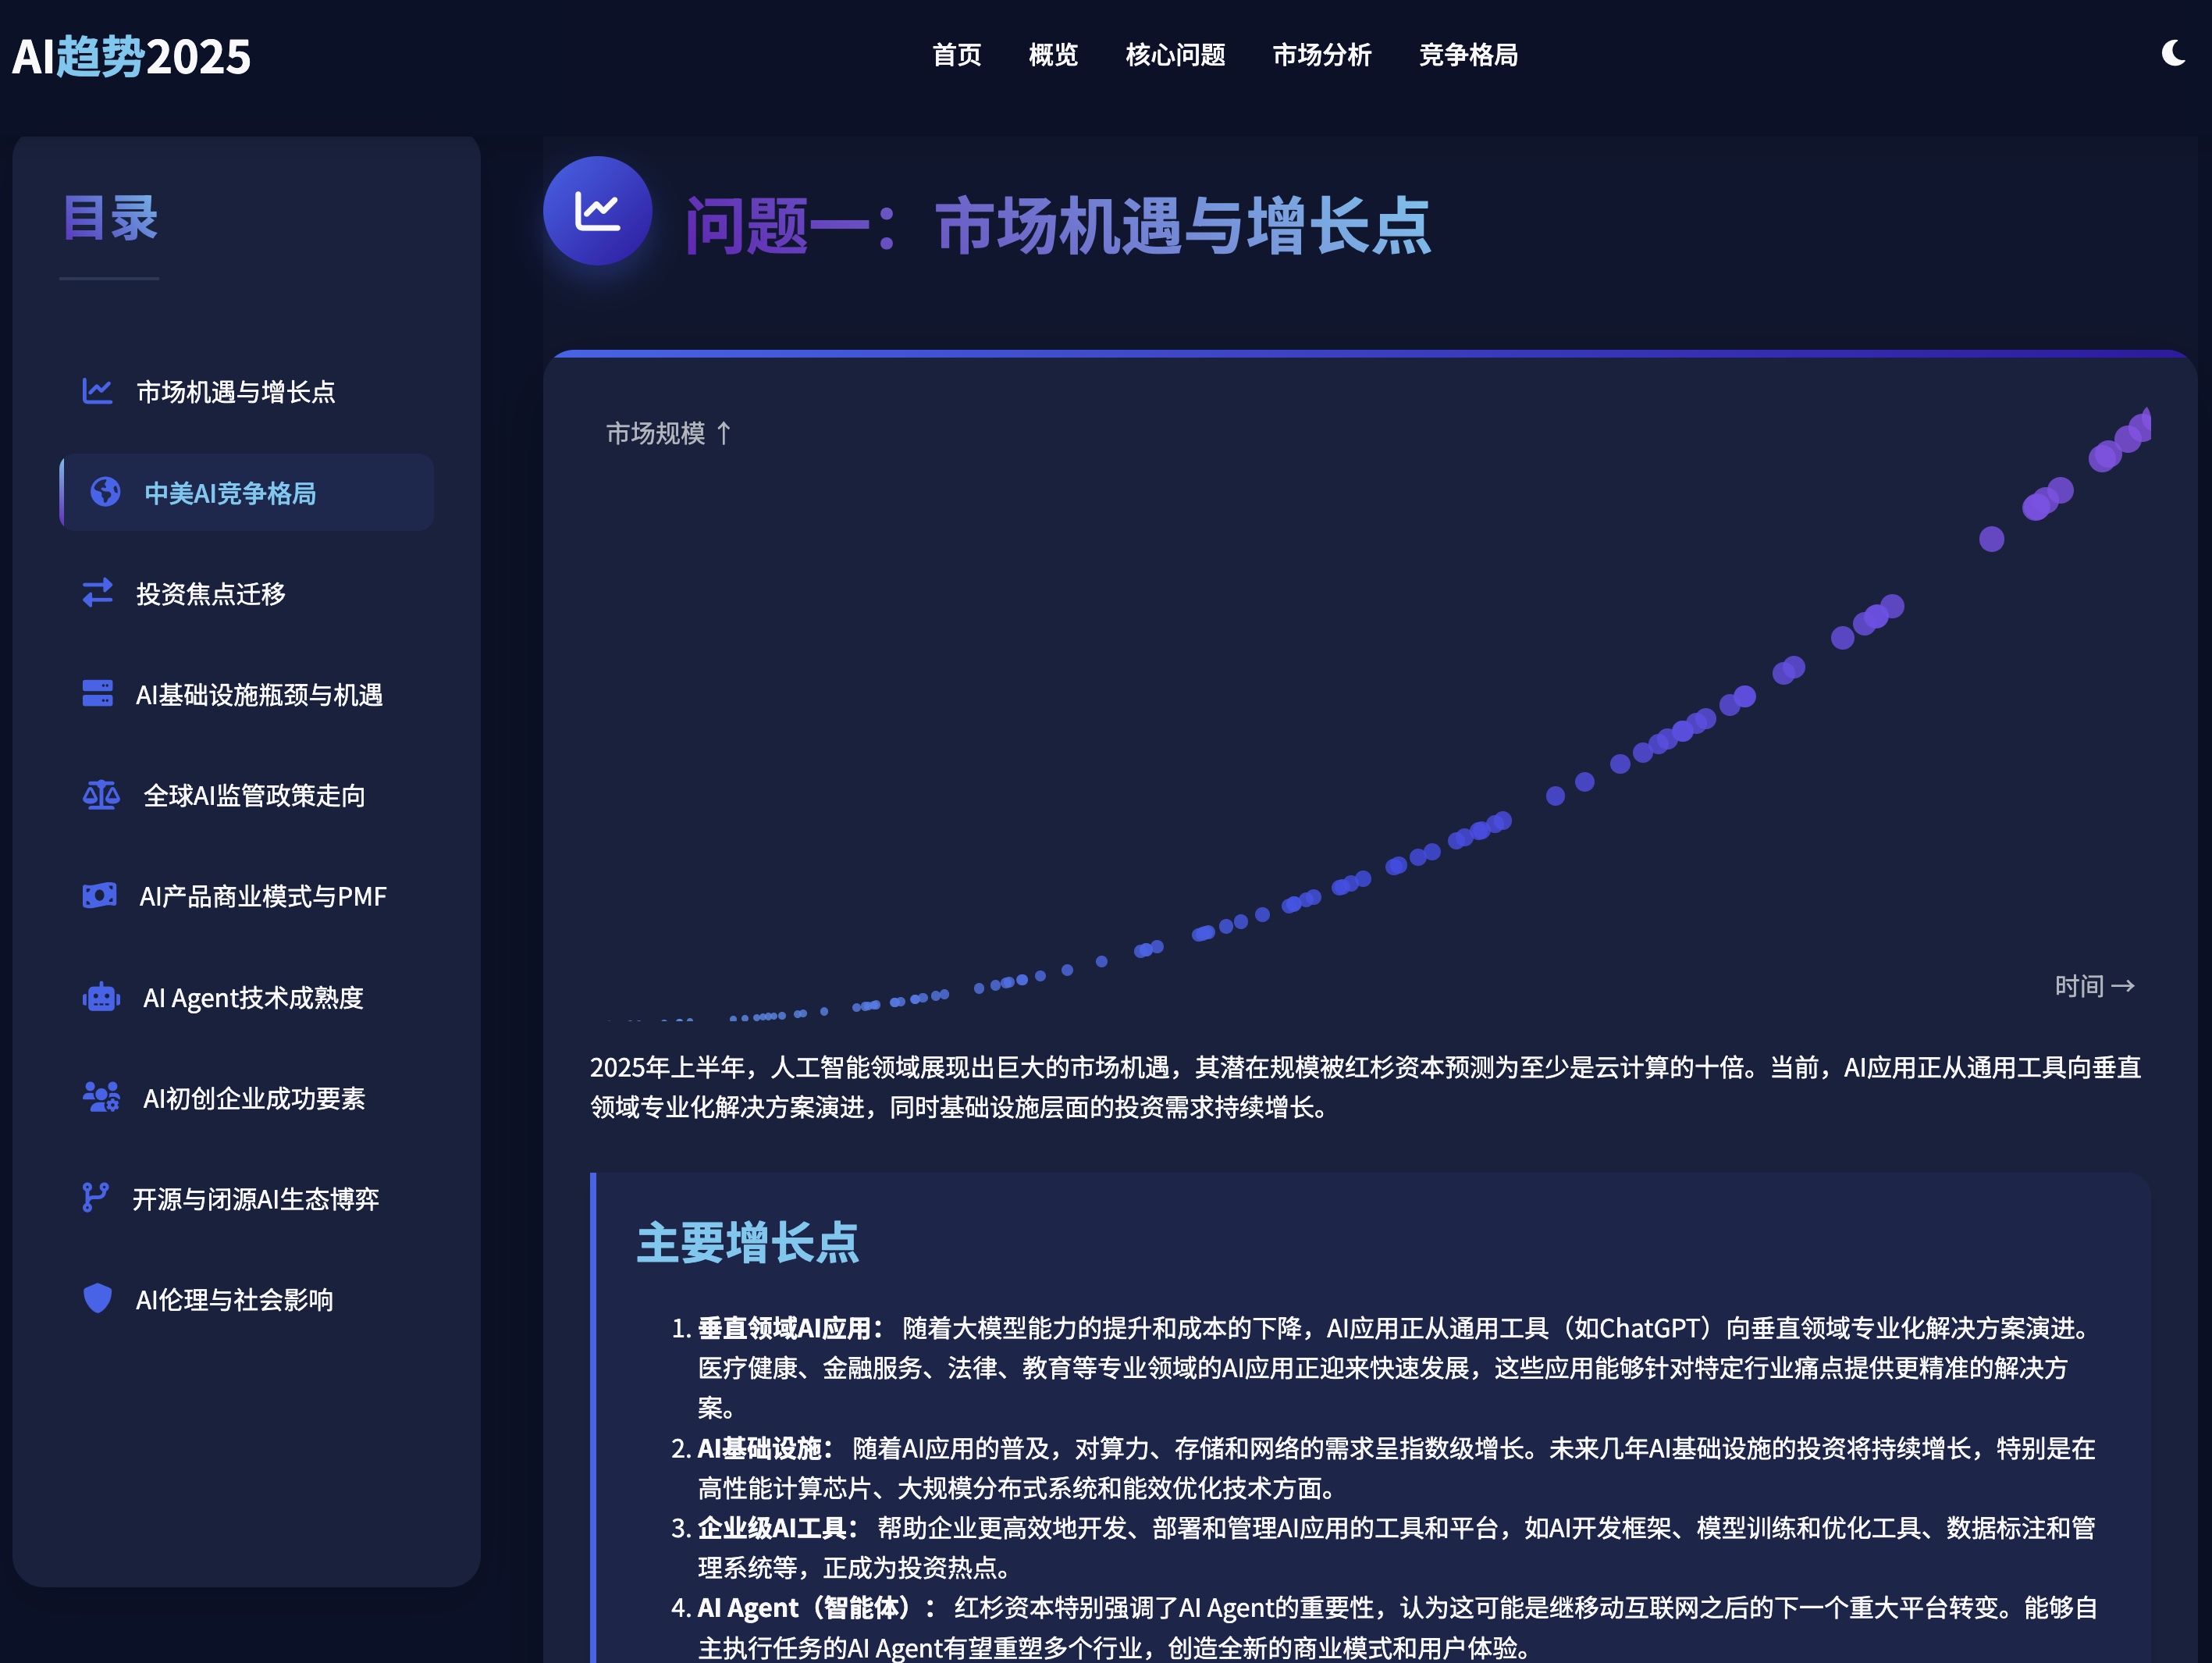 AI趋势2025
首页 概览 核心问题 市场分析 竞争格局
目录
市场机遇与增长点
中美AI竞争格局
投资焦点迁移
AI基础设施瓶颈与机遇
全球AI监管政策走向
AI产品商业模式与PMF
AI Agent技术成熟度
AI初创企业成功要素
开源与闭源AI生态博弈
AI伦理与社会影响
问题一：市场机遇与增长点
市场规模 ↑
时间 →
2025年上半年，人工智能领域展现出巨大的市场机遇，其潜在规模被红杉资本预测为至少是云计算的十倍。当前，AI应用正从通用工具向垂直
领域专业化解决方案演进，同时基础设施层面的投资需求持续增长。
主要增长点
1. 垂直领域AI应用： 随着大模型能力的提升和成本的下降，AI应用正从通用工具（如ChatGPT）向垂直领域专业化解决方案演进。
医疗健康、金融服务、法律、教育等专业领域的AI应用正迎来快速发展，这些应用能够针对特定行业痛点提供更精准的解决方
案。
2. AI基础设施： 随着AI应用的普及，对算力、存储和网络的需求呈指数级增长。未来几年AI基础设施的投资将持续增长，特别是在
高性能计算芯片、大规模分布式系统和能效优化技术方面。
3. 企业级AI工具： 帮助企业更高效地开发、部署和管理AI应用的工具和平台，如AI开发框架、模型训练和优化工具、数据标注和管
理系统等，正成为投资热点。
4. AI Agent（智能体）： 红杉资本特别强调了AI Agent的重要性，认为这可能是继移动互联网之后的下一个重大平台转变。能够自
主执行任务的AI Agent有望重塑多个行业，创造全新的商业模式和用户体验。